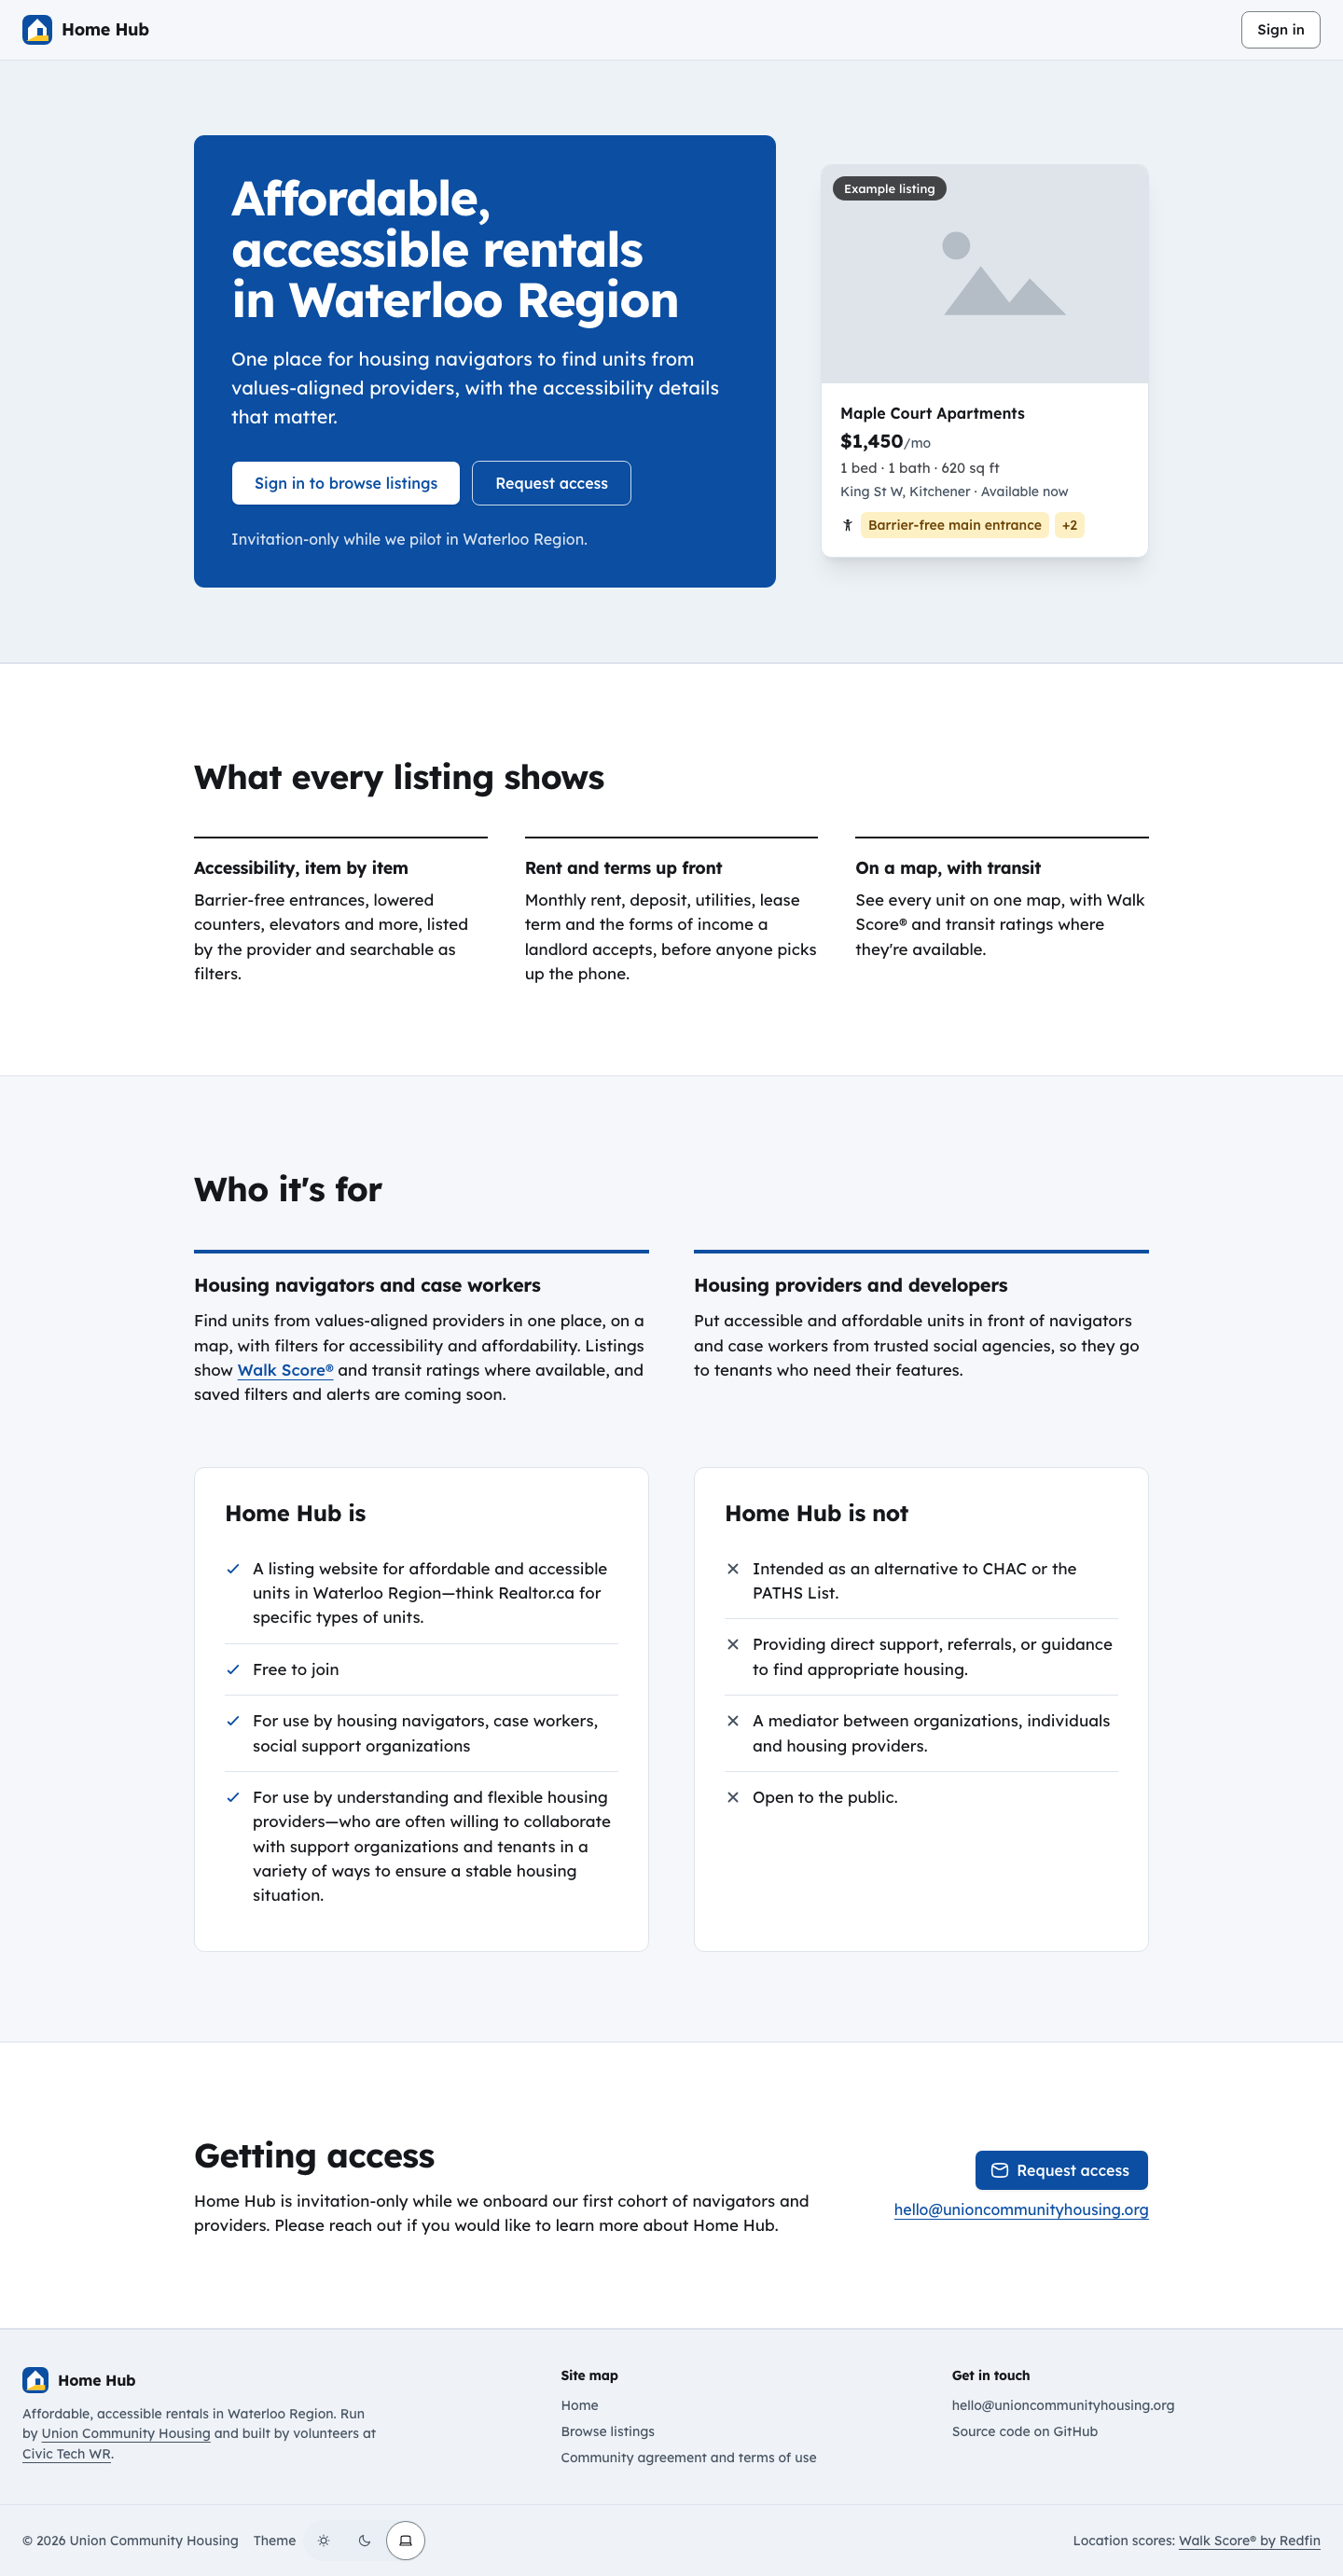 Home Hub
Sign in
Affordable,
accessible rentals
in Waterloo Region
One place for housing navigators to find units from
values-aligned providers, with the accessibility details
that matter.
Sign in to browse listings
Request access
Invitation-only while we pilot in Waterloo Region.
Example listing
Maple Court Apartments
$1,450/mo
1 bed · 1 bath · 620 sq ft
King St W, Kitchener · Available now
Barrier-free main entrance
+2
What every listing shows
Accessibility, item by item
Barrier-free entrances, lowered
counters, elevators and more, listed
by the provider and searchable as
filters.
Rent and terms up front
Monthly rent, deposit, utilities, lease
term and the forms of income a
landlord accepts, before anyone picks
up the phone.
On a map, with transit
See every unit on one map, with Walk
Score® and transit ratings where
they're available.
Who it's for
Housing navigators and case workers
Find units from values-aligned providers in one place, on a
map, with filters for accessibility and affordability. Listings
show Walk Score® and transit ratings where available, and
saved filters and alerts are coming soon.
Housing providers and developers
Put accessible and affordable units in front of navigators
and case workers from trusted social agencies, so they go
to tenants who need their features.
Home Hub is
A listing website for affordable and accessible
units in Waterloo Region—think Realtor.ca for
specific types of units.
Free to join
For use by housing navigators, case workers,
social support organizations
For use by understanding and flexible housing
providers—who are often willing to collaborate
with support organizations and tenants in a
variety of ways to ensure a stable housing
situation.
Home Hub is not
Intended as an alternative to CHAC or the
PATHS List.
Providing direct support, referrals, or guidance
to find appropriate housing.
A mediator between organizations, individuals
and housing providers.
Open to the public.
Getting access
Home Hub is invitation-only while we onboard our first cohort of navigators and
providers. Please reach out if you would like to learn more about Home Hub.
Request access
hello@unioncommunityhousing.org
Home Hub
Affordable, accessible rentals in Waterloo Region. Run
by Union Community Housing and built by volunteers at
Civic Tech WR.
Site map
Home
Browse listings
Community agreement and terms of use
Get in touch
hello@unioncommunityhousing.org
Source code on GitHub
© 2026 Union Community Housing
Theme
Location scores: Walk Score® by Redfin